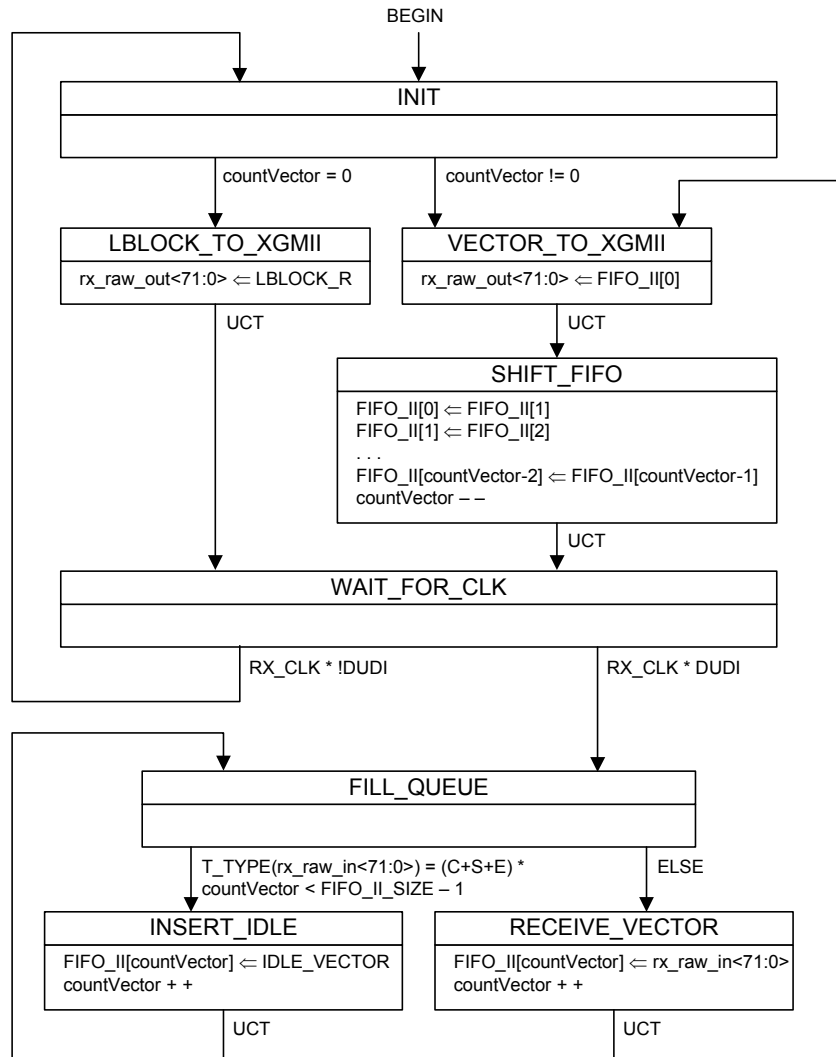 BEGIN
INIT
countVector = 0
countVector != 0
LBLOCK_TO_XGMII
rx_raw_out<71:0> ⇐ LBLOCK_R
VECTOR_TO_XGMII
rx_raw_out<71:0> ⇐ FIFO_II[0]
UCT
UCT
SHIFT_FIFO
FIFO_II[0] ⇐ FIFO_II[1]
FIFO_II[1] ⇐ FIFO_II[2]
. . .
FIFO_II[countVector-2] ⇐ FIFO_II[countVector-1]
countVector – –
UCT
WAIT_FOR_CLK
RX_CLK * !DUDI
RX_CLK * DUDI
FILL_QUEUE
T_TYPE(rx_raw_in<71:0>) = (C+S+E) *
countVector < FIFO_II_SIZE – 1
ELSE
INSERT_IDLE
FIFO_II[countVector] ⇐ IDLE_VECTOR
countVector + +
RECEIVE_VECTOR
FIFO_II[countVector] ⇐ rx_raw_in<71:0>
countVector + +
UCT
UCT